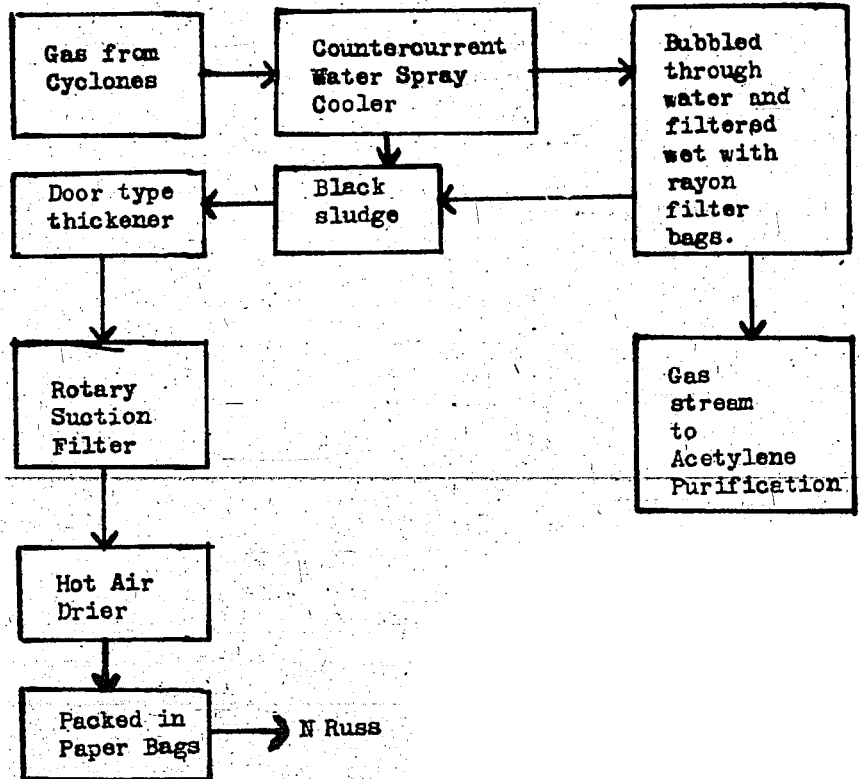 Gas from
Cyclones
Countercurrent
Water Spray
Cooler
Bubbled
through
water and
filtered
wet with
rayon
filter
bags.
Door type
thickener
Black
sludge
Rotary
Suction
Filter
Gas
stream
to
Acetylene
Purification
Hot Air
Drier
Packed in
Paper Bags
N Russ